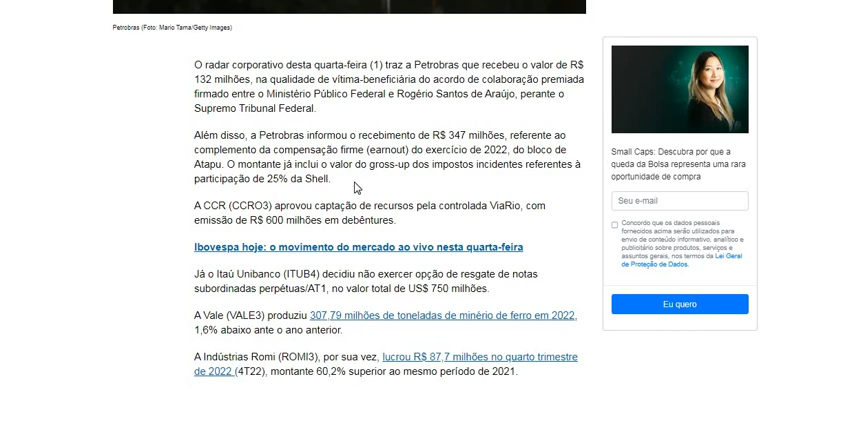 Petrobras (Foto: Mario Tama/Getty Images)
O radar corporativo desta quarta-feira (1) traz a Petrobras que recebeu o valor de R$
132 milhões, na qualidade de vítima-beneficiária do acordo de colaboração premiada
firmado entre o Ministério Público Federal e Rogério Santos de Araújo, perante o
Supremo Tribunal Federal.
Além disso, a Petrobras informou o recebimento de R$ 347 milhões, referente ao
complemento da compensação firme (earnout) do exercício de 2022, do bloco de
Atapu. O montante já inclui o valor do gross-up dos impostos incidentes referentes à
participação de 25% da Shell.
A CCR (CCRO3) aprovou captação de recursos pela controlada ViaRio, com
emissão de R$ 600 milhões em debêntures.
Ibovespa hoje: o movimento do mercado ao vivo nesta quarta-feira
Já o Itaú Unibanco (ITUB4) decidiu não exercer opção de resgate de notas
subordinadas perpétuas/AT1, no valor total de US$ 750 milhões.
A Vale (VALE3) produziu 307,79 milhões de toneladas de minério de ferro em 2022,
1,6% abaixo ante o ano anterior.
A Indústrias Romi (ROMI3), por sua vez, lucrou R$ 87,7 milhões no quarto trimestre
de 2022 (4T22), montante 60,2% superior ao mesmo período de 2021.
Small Caps: Descubra por que a
queda da Bolsa representa uma rara
oportunidade de compra
Seu e-mail
Concordo que os dados pessoais
fornecidos acima serão utilizados para
envio de conteúdo informativo, analítico e
publicitário sobre produtos, serviços e
assuntos gerais, nos termos da Lei Geral
de Proteção de Dados.
Eu quero